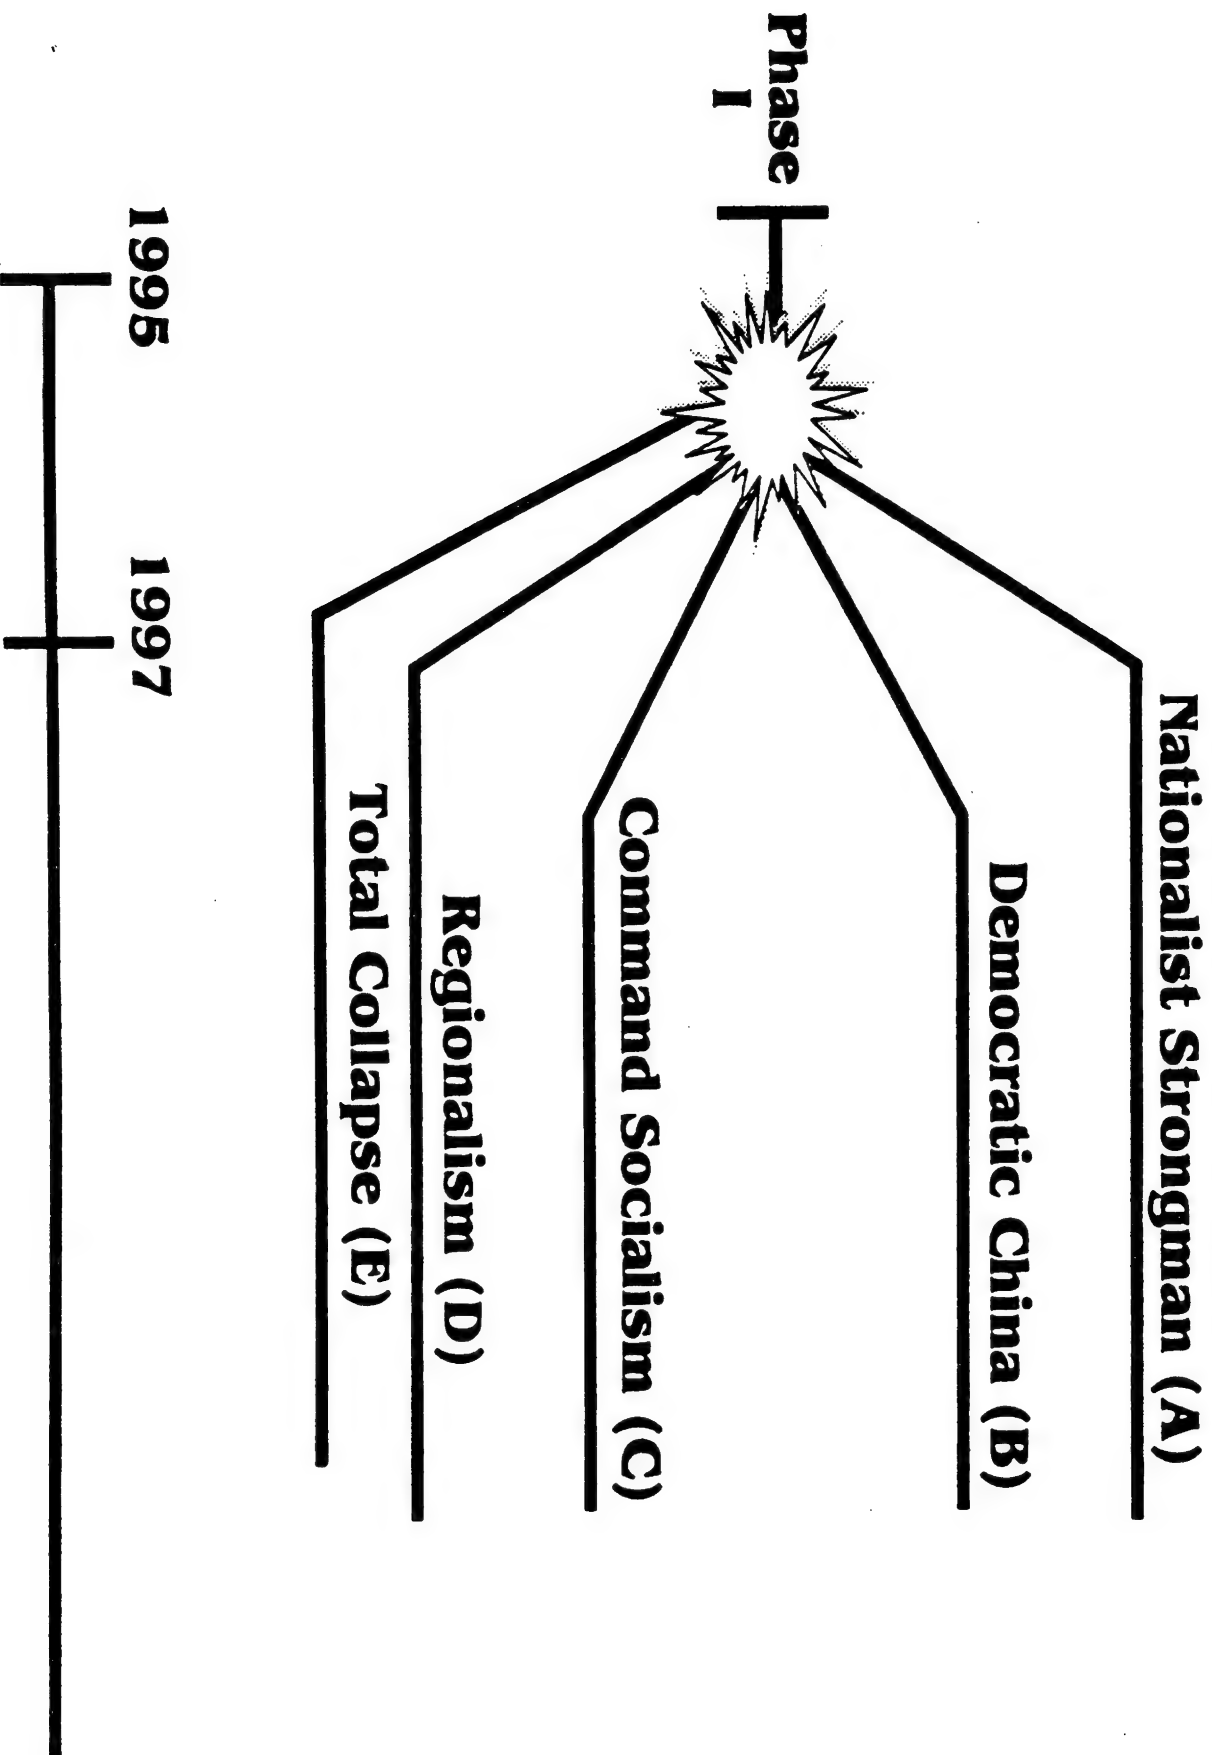 Nationalist Strongman (A)
Democratic China (B)
Phase
I
Command Socialism (C)
Regionalism (D)
Total Collapse (E)
1995
1997